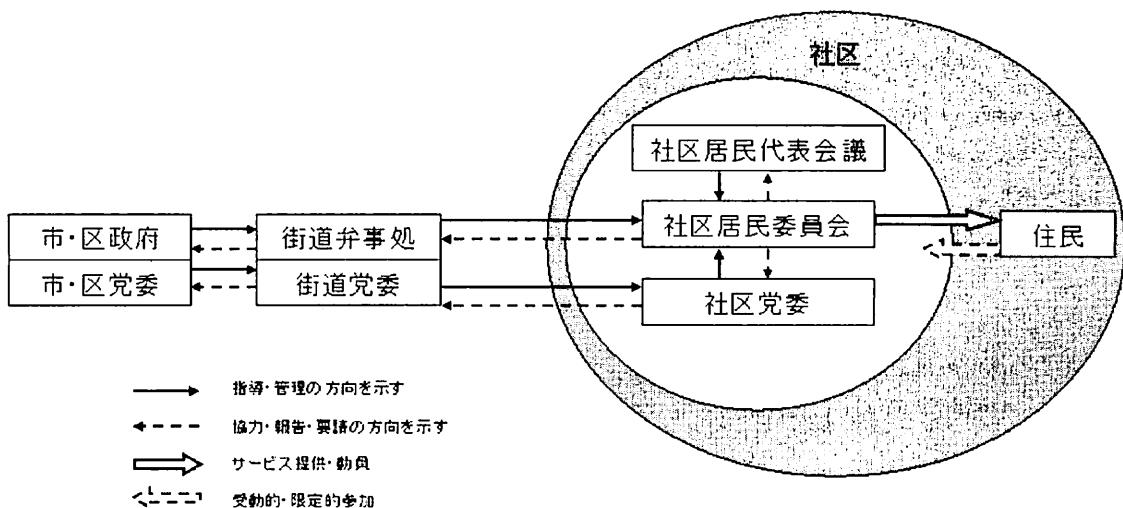 社区
社区居民代表会議
市・区政府
街道弁事処
社区居民委員会
住民
市・区党委
街道党委
社区党委
指導・管理の方向を示す
協力・報告・要請の方向を示す
サービス提供・動員
受動的・限定的参加